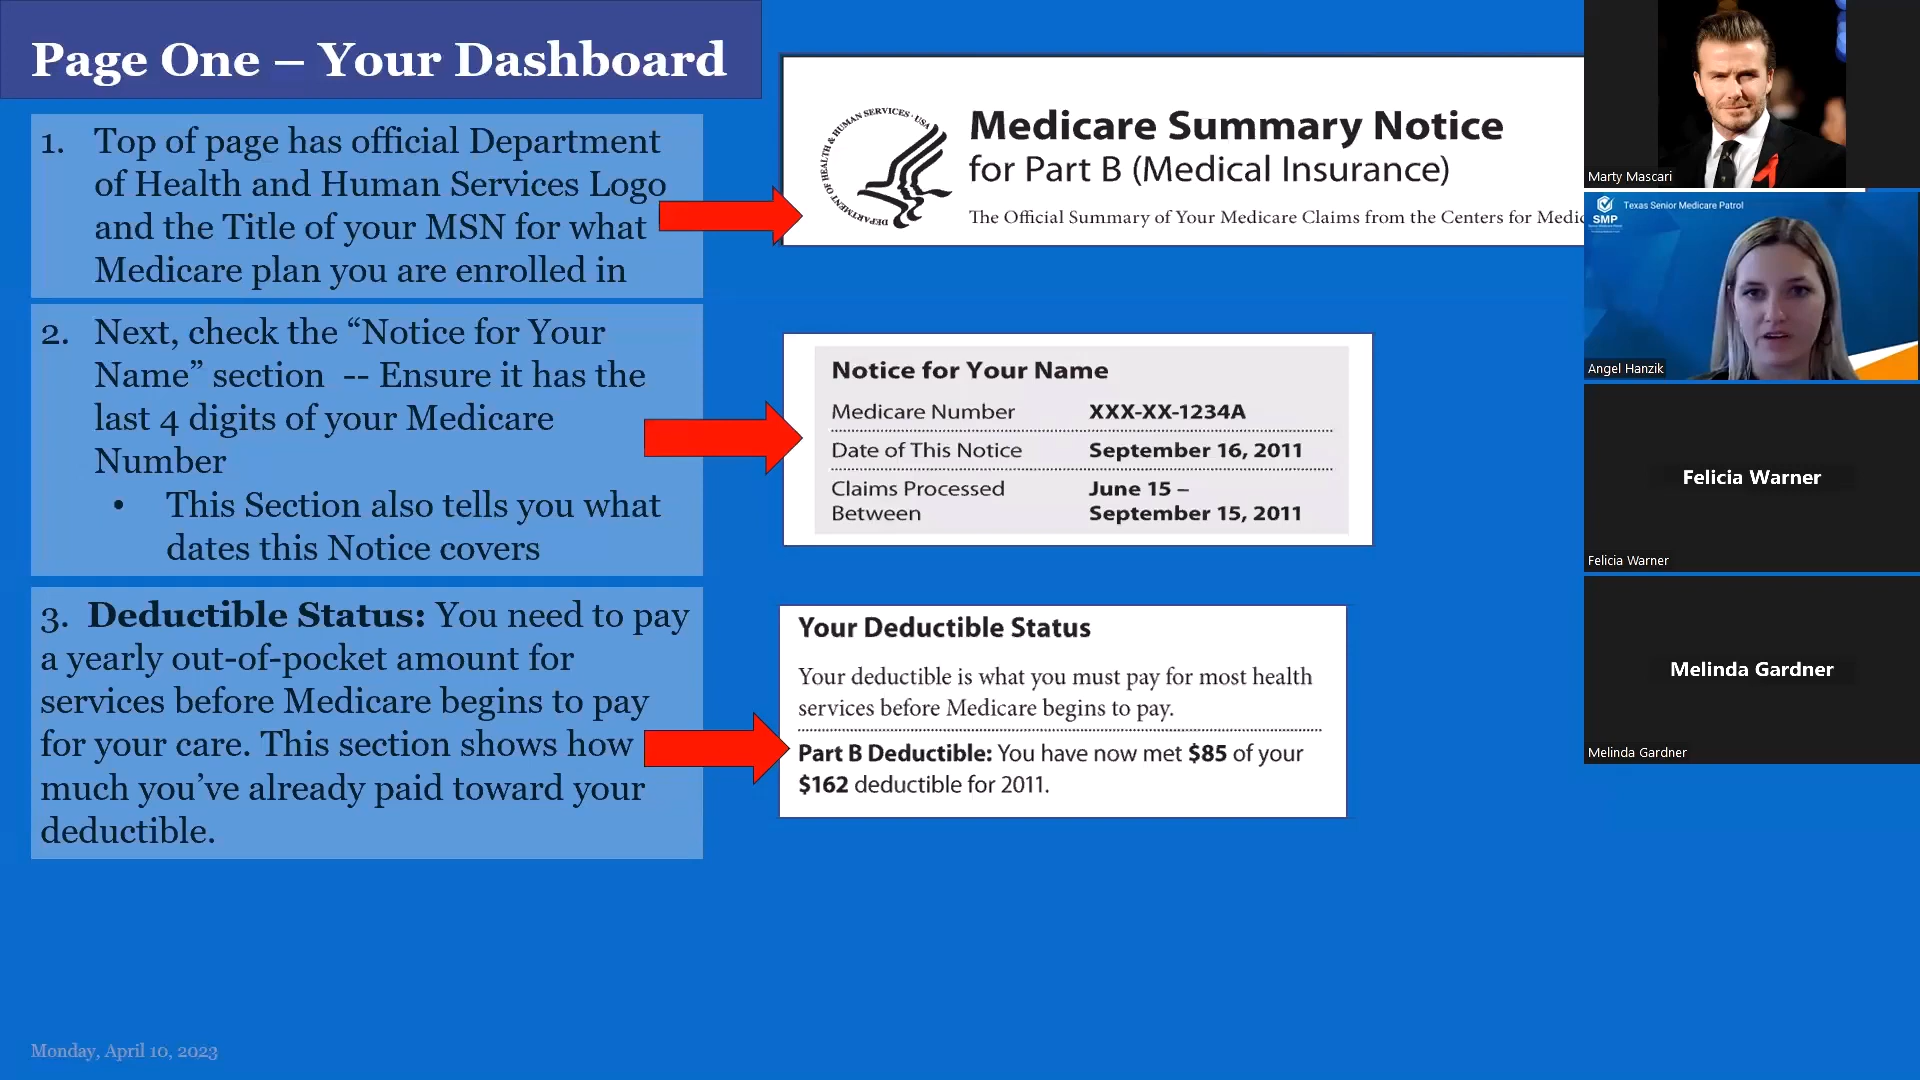 Page One – Your Dashboard
1. Top of page has official Department
of Health and Human Services Logo
and the Title of your MSN for what
Medicare plan you are enrolled in
2. Next, check the “Notice for Your
Name” section -- Ensure it has the
last 4 digits of your Medicare
Number
• This Section also tells you what
dates this Notice covers
3. Deductible Status: You need to pay
a yearly out-of-pocket amount for
services before Medicare begins to pay
for your care. This section shows how
much you’ve already paid toward your
deductible.
Monday, April 10, 2023
DEPARTMENT OF HEALTH & HUMAN SERVICES · USA
Medicare Summary Notice
for Part B (Medical Insurance)
The Official Summary of Your Medicare Claims from the Centers for Medic
Notice for Your Name
Medicare Number XXX-XX-1234A
Date of This Notice September 16, 2011
Claims Processed June 15 –
Between September 15, 2011
Your Deductible Status
Your deductible is what you must pay for most health
services before Medicare begins to pay.
Part B Deductible: You have now met $85 of your
$162 deductible for 2011.
Marty Mascari
SMP
Texas Senior Medicare Patrol
Angel Hanzik
Felicia Warner
Felicia Warner
Melinda Gardner
Melinda Gardner